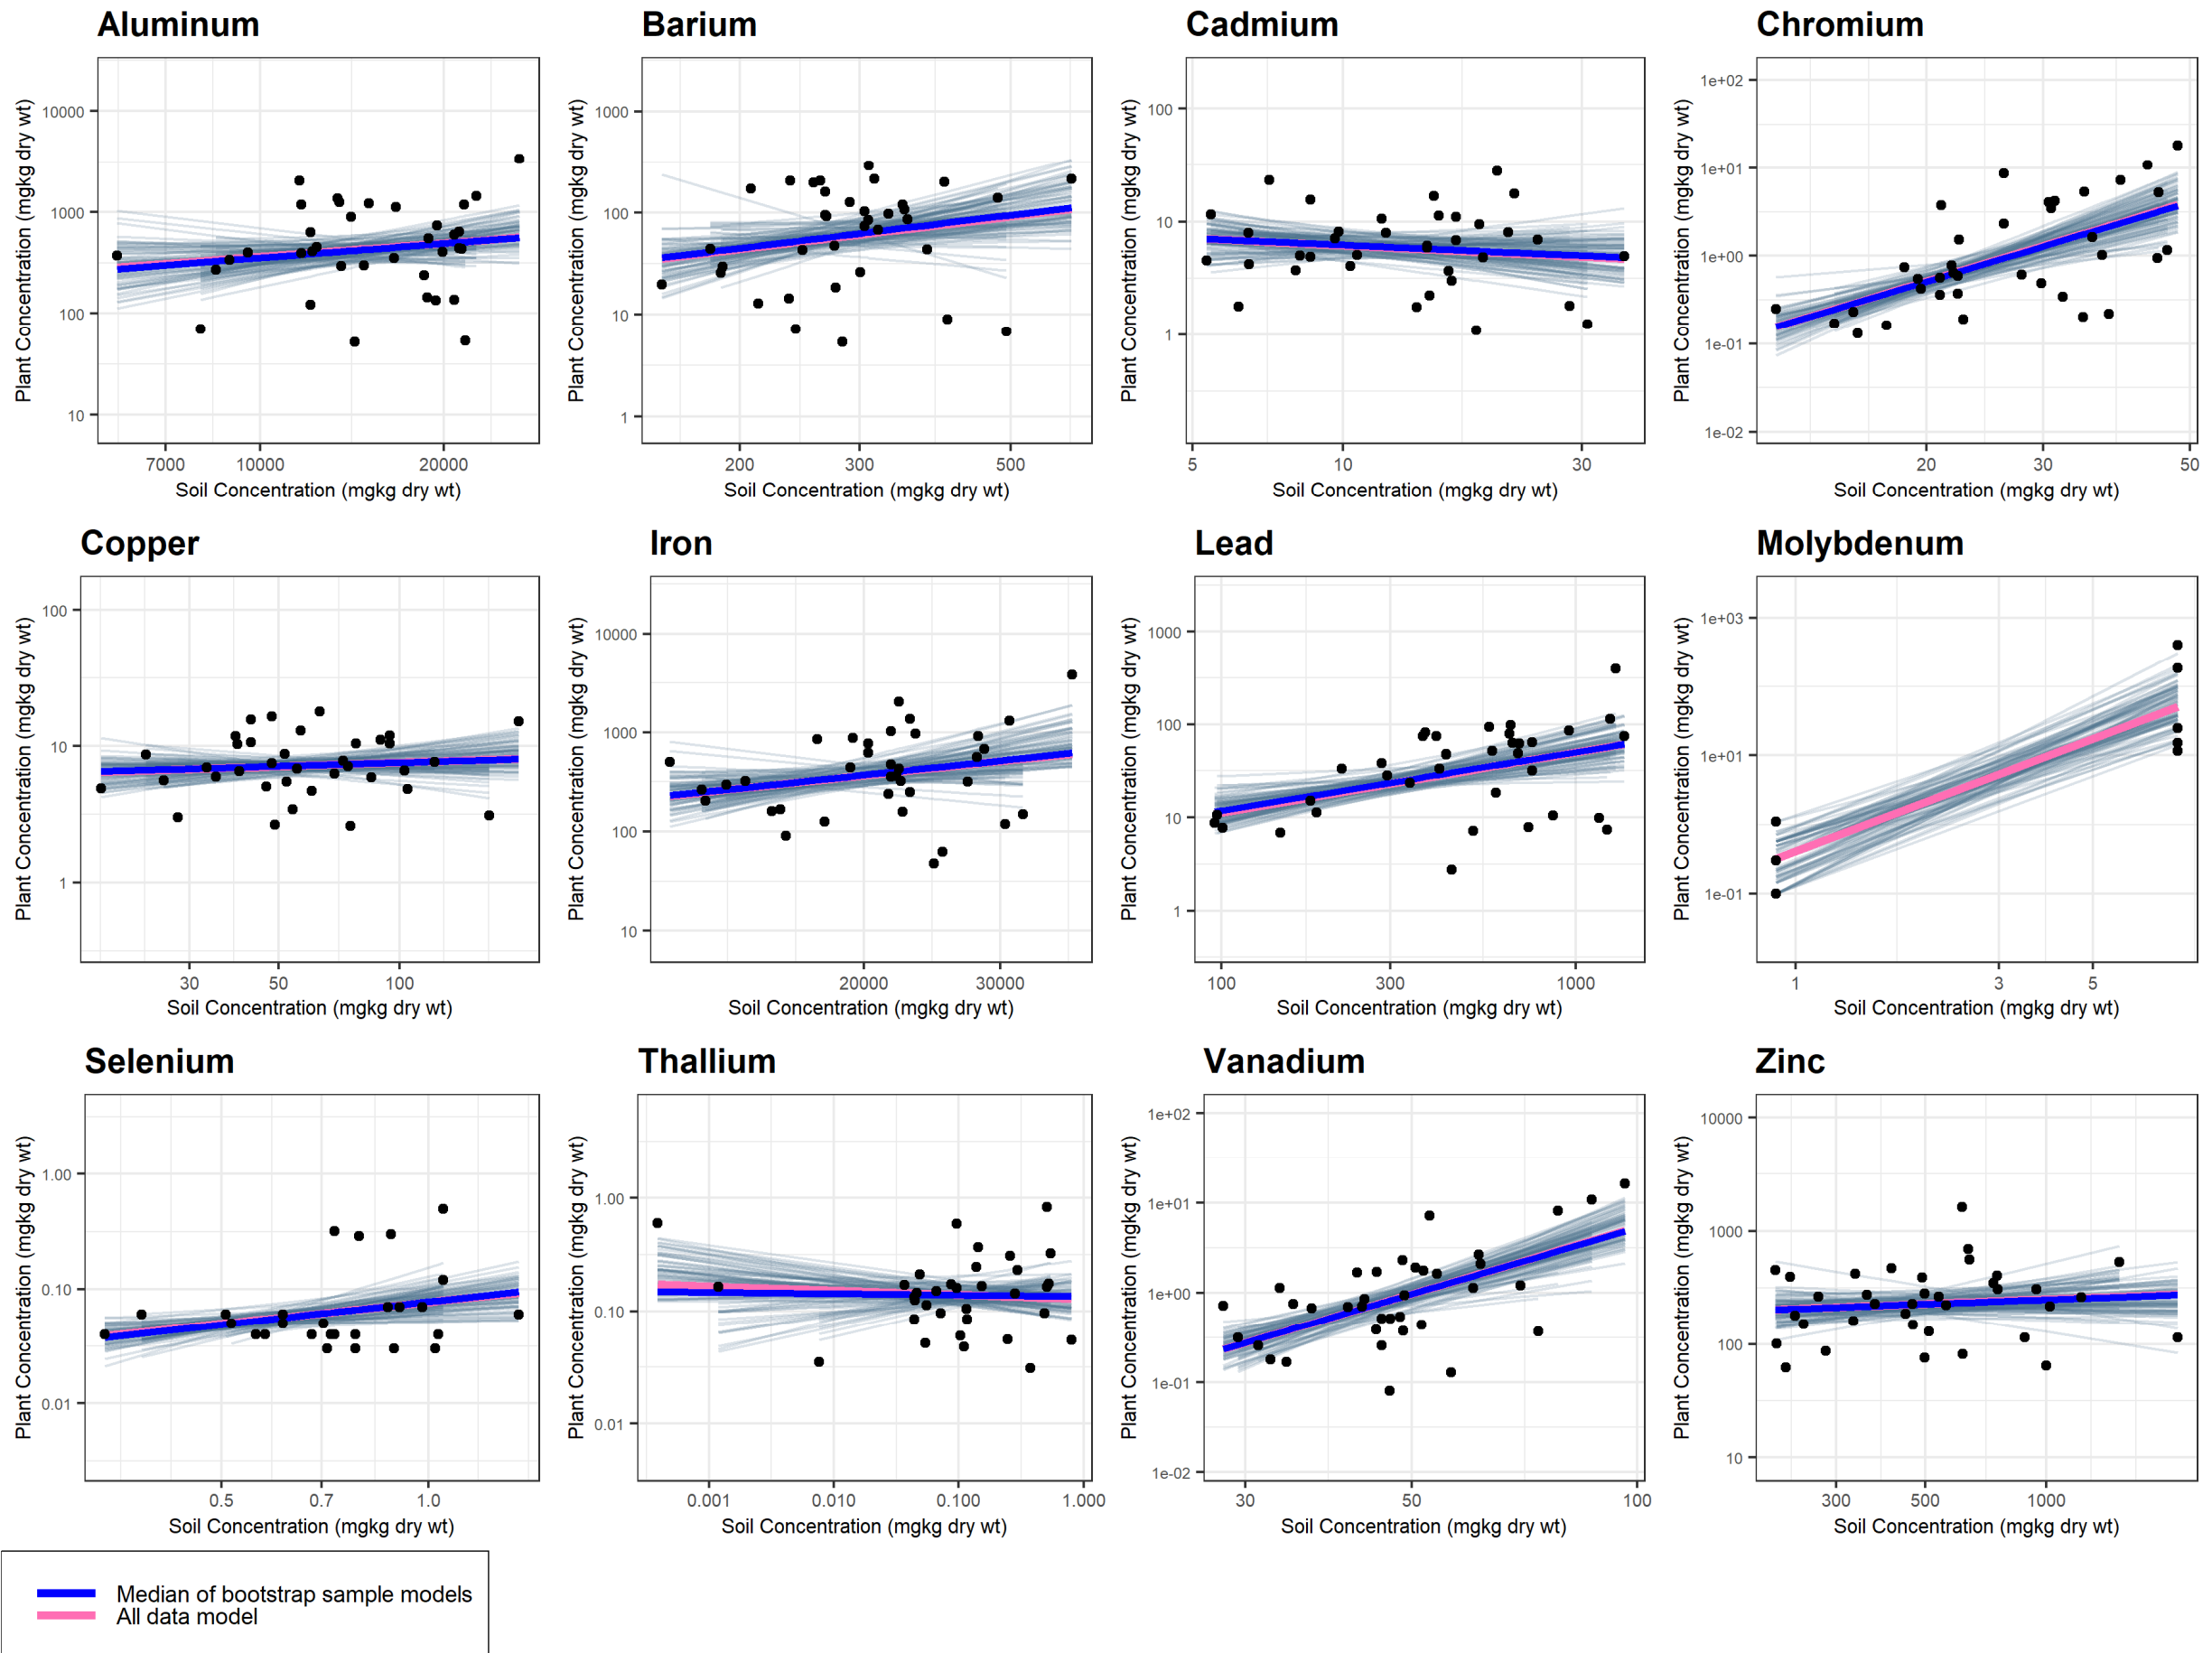 Aluminum
Barium
Cadmium
Chromium
Plant Concentration (mgkg dry wt)
10000
1000
100
10
7000 10000 20000
Soil Concentration (mgkg dry wt)
Plant Concentration (mgkg dry wt)
1000
100
10
1
200 300 500
Soil Concentration (mgkg dry wt)
Plant Concentration (mgkg dry wt)
100
10
1
5 10 30
Soil Concentration (mgkg dry wt)
Plant Concentration (mgkg dry wt)
1e+02
1e+01
1e+00
1e-01
1e-02
20 30 50
Soil Concentration (mgkg dry wt)
Copper
Iron
Lead
Molybdenum
Plant Concentration (mgkg dry wt)
100
10
1
30 50 100
Soil Concentration (mgkg dry wt)
Plant Concentration (mgkg dry wt)
10000
1000
100
10
20000 30000
Soil Concentration (mgkg dry wt)
Plant Concentration (mgkg dry wt)
1000
100
10
1
100 300 1000
Soil Concentration (mgkg dry wt)
Plant Concentration (mgkg dry wt)
1e+03
1e+01
1e-01
1 3 5
Soil Concentration (mgkg dry wt)
Selenium
Thallium
Vanadium
Zinc
Plant Concentration (mgkg dry wt)
1.00
0.10
0.01
0.5 0.7 1.0
Soil Concentration (mgkg dry wt)
Plant Concentration (mgkg dry wt)
1.00
0.10
0.01
0.001 0.010 0.100 1.000
Soil Concentration (mgkg dry wt)
Plant Concentration (mgkg dry wt)
1e+02
1e+01
1e+00
1e-01
1e-02
30 50 100
Soil Concentration (mgkg dry wt)
Plant Concentration (mgkg dry wt)
10000
1000
100
10
300 500 1000
Soil Concentration (mgkg dry wt)
Median of bootstrap sample models
All data model